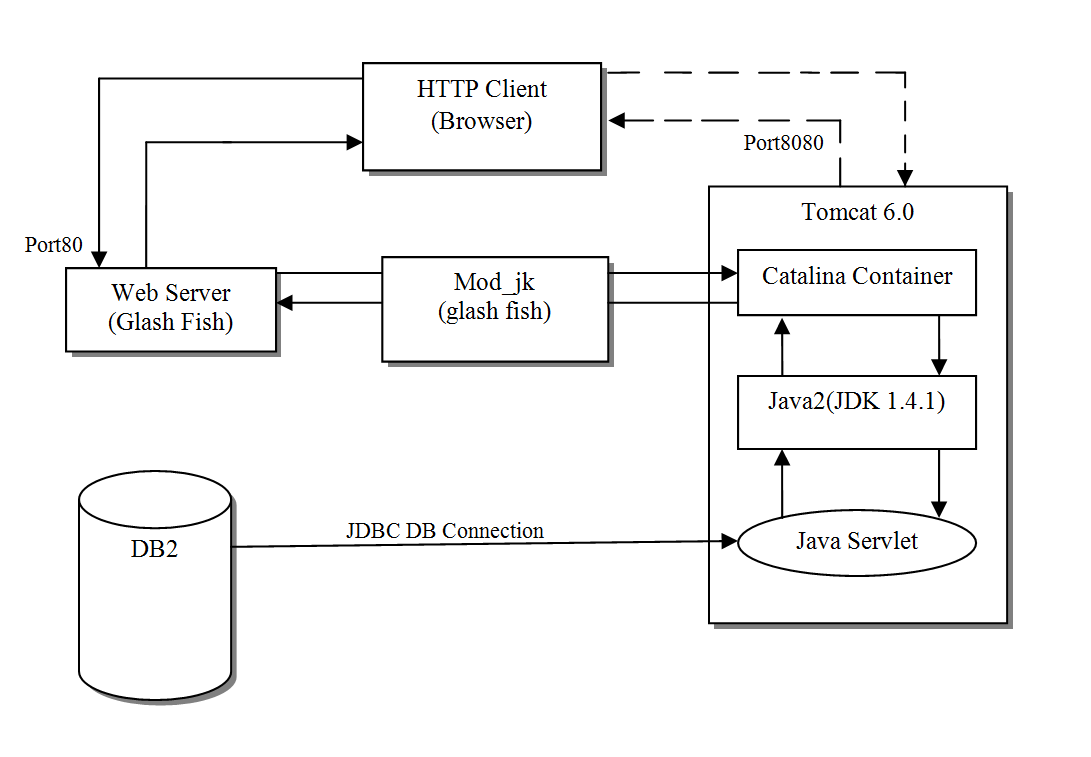 HTTP Client
(Browser)
Port8080
Tomcat 6.0
Port80
Web Server
(Glash Fish)
Mod_jk
(glash fish)
Catalina Container
Java2(JDK 1.4.1)
JDBC DB Connection
DB2
Java Servlet